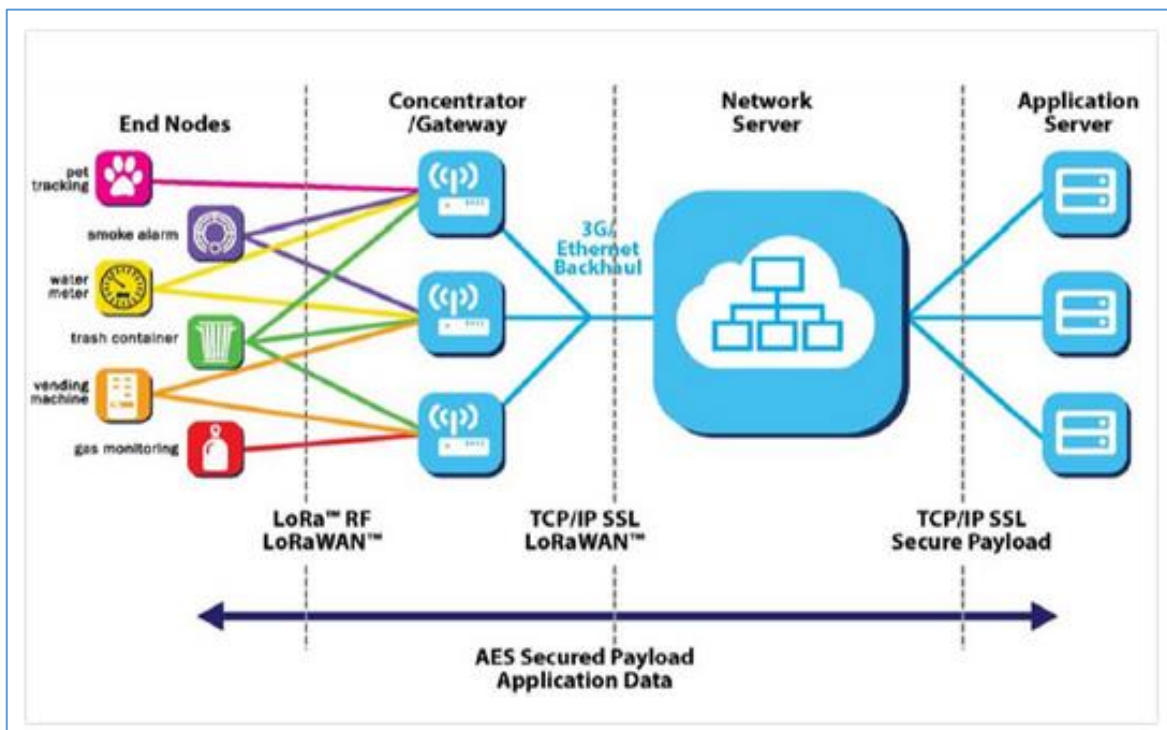 End Nodes
Concentrator
/Gateway
Network
Server
Application
Server
pet
tracking
smoke alarm
water
meter
trash container
vending
machine
gas monitoring
3G/
Ethernet
Backhaul
LoRa™ RF
LoRaWAN™
TCP/IP SSL
LoRaWAN™
TCP/IP SSL
Secure Payload
AES Secured Payload
Application Data